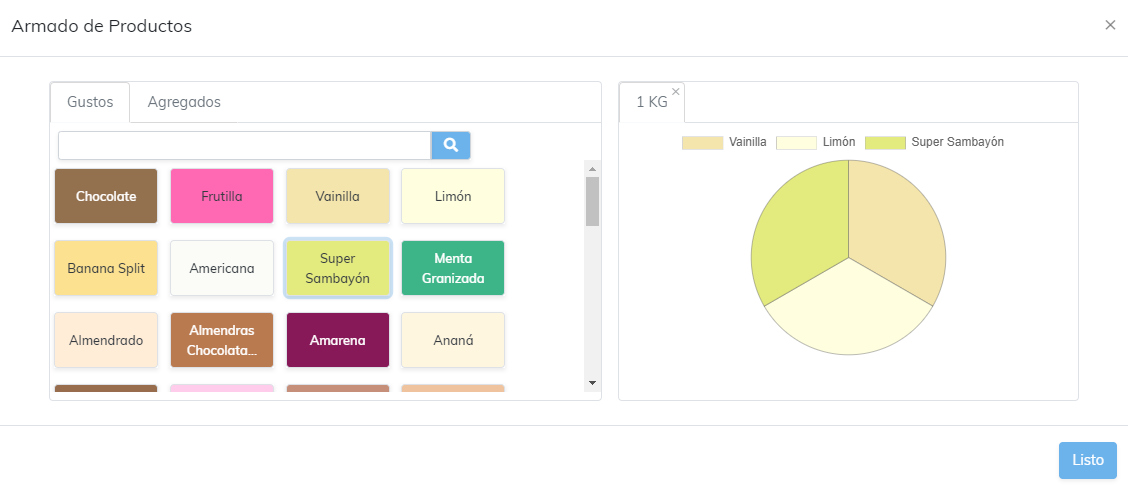 Armado de Productos
×
Gustos Agregados
Chocolate Frutilla Vainilla Limón
Banana Split Americana Super
Sambayón Menta
Granizada
Almendrado Almendras
Chocolata... Amarena Ananá
1 KG ×
Vainilla Limón Super Sambayón
Listo